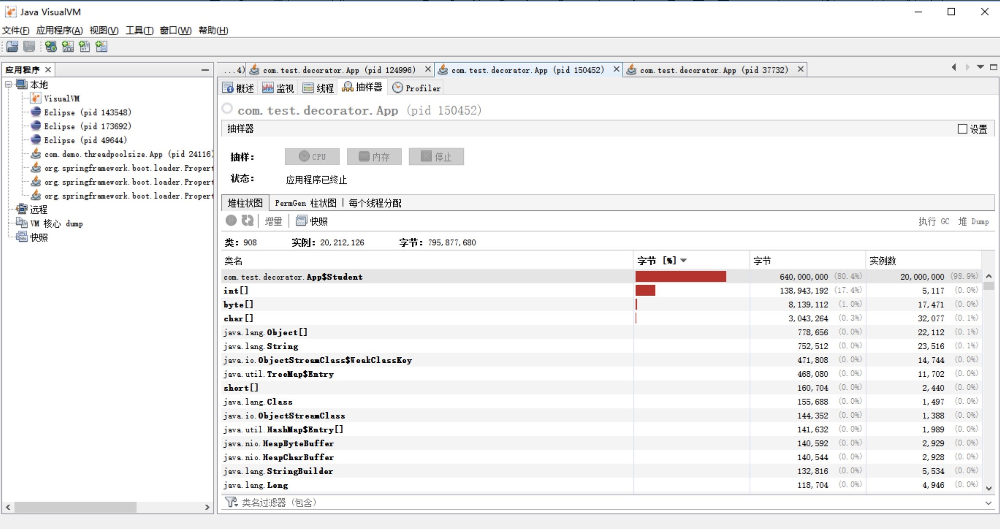 Java VisualVM
文件(F) 应用程序(A) 视图(V) 工具(T) 窗口(W) 帮助(H)
应用程序
本地
VisualVM
Eclipse (pid 143548)
Eclipse (pid 173692)
Eclipse (pid 49644)
com.demo.threadpoolsize.App (pid 24116)
org.springframework.boot.loader.Propert
org.springframework.boot.loader.Propert
org.springframework.boot.loader.Propert
远程
VM 核心 dump
快照
...4) com.test.decorator.App (pid 124996) com.test.decorator.App (pid 150452) com.test.decorator.App (pid 37732)
概述 监视 线程 抽样器 Profiler
com.test.decorator.App (pid 150452)
抽样器 设置
抽样: CPU 内存 停止
状态: 应用程序已终止
堆柱状图 PermGen 柱状图 | 每个线程分配
增量 快照 执行 GC 堆 Dump
类: 908 实例: 20,212,126 字节: 795,877,680
类名 字节 [%] 字节 实例数
com.test.decorator.App$Student 640,000,000 (80.4%) 20,000,000 (98.9%)
int[] 138,943,192 (17.4%) 5,117 (0.0%)
byte[] 8,139,112 (1.0%) 17,471 (0.0%)
char[] 3,043,264 (0.3%) 32,077 (0.1%)
java.lang.Object[] 778,656 (0.0%) 22,112 (0.1%)
java.lang.String 752,512 (0.0%) 23,516 (0.1%)
java.io.ObjectStreamClass$WeakClassKey 471,808 (0.0%) 14,744 (0.0%)
java.util.TreeMap$Entry 468,080 (0.0%) 11,702 (0.0%)
short[] 160,704 (0.0%) 2,440 (0.0%)
java.lang.Class 155,688 (0.0%) 1,497 (0.0%)
java.io.ObjectStreamClass 144,352 (0.0%) 1,388 (0.0%)
java.util.HashMap$Entry[] 141,632 (0.0%) 1,989 (0.0%)
java.nio.HeapByteBuffer 140,592 (0.0%) 2,929 (0.0%)
java.nio.HeapCharBuffer 140,544 (0.0%) 2,928 (0.0%)
java.lang.StringBuilder 132,816 (0.0%) 5,534 (0.0%)
java.lang.Long 118,704 (0.0%) 4,946 (0.0%)
类名过滤器 (包含)